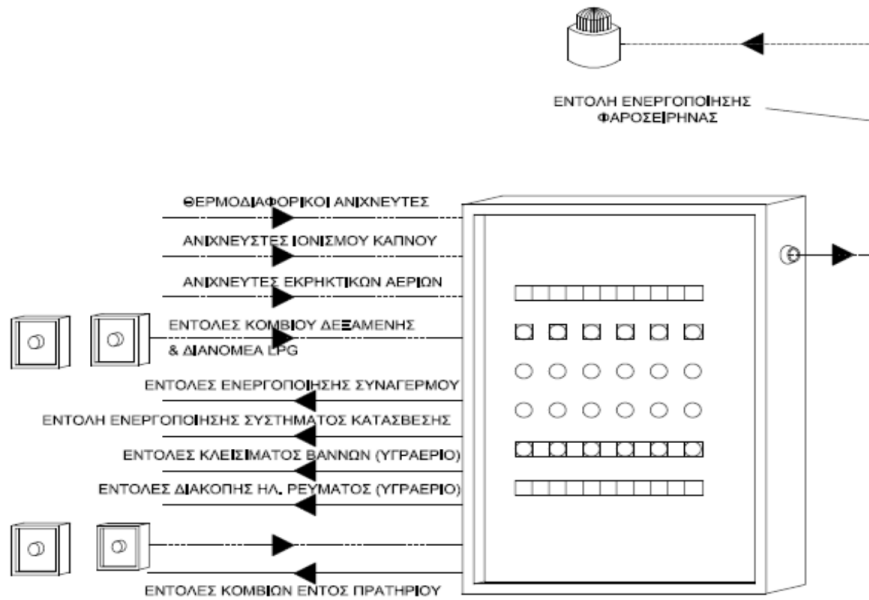 ΕΝΤΟΛΗ ΕΝΕΡΓΟΠΟΙΗΣΗΣ
ΦΑΡΟΣΕΙΡΗΝΑΣ
ΘΕΡΜΟΔΙΑΦΟΡΙΚΟΙ ΑΝΙΧΝΕΥΤΕΣ
ΑΝΙΧΝΕΥΣΤΕΣ ΙΟΝΙΣΜΟΥ ΚΑΠΝΟΥ
ΑΝΙΧΝΕΥΤΕΣ ΕΚΡΗΚΤΙΚΩΝ ΑΕΡΙΩΝ
ΕΝΤΟΛΕΣ ΚΟΜΒΙΟΥ ΔΕΞΑΜΕΝΗΣ
& ΔΙΑΝΟΜΕΑ LPG
ΕΝΤΟΛΕΣ ΕΝΕΡΓΟΠΟΙΗΣΗΣ ΣΥΝΑΓΕΡΜΟΥ
ΕΝΤΟΛΗ ΕΝΕΡΓΟΠΟΙΗΣΗΣ ΣΥΣΤΗΜΑΤΟΣ ΚΑΤΑΣΒΕΣΗΣ
ΕΝΤΟΛΕΣ ΚΛΕΙΣΙΜΑΤΟΣ ΒΑΝΝΩΝ (ΥΓΡΑΕΡΙΟ)
ΕΝΤΟΛΕΣ ΔΙΑΚΟΠΗΣ ΗΛ. ΡΕΥΜΑΤΟΣ (ΥΓΡΑΕΡΙΟ)
ΕΝΤΟΛΕΣ ΚΟΜΒΙΩΝ ΕΝΤΟΣ ΠΡΑΤΗΡΙΟΥ